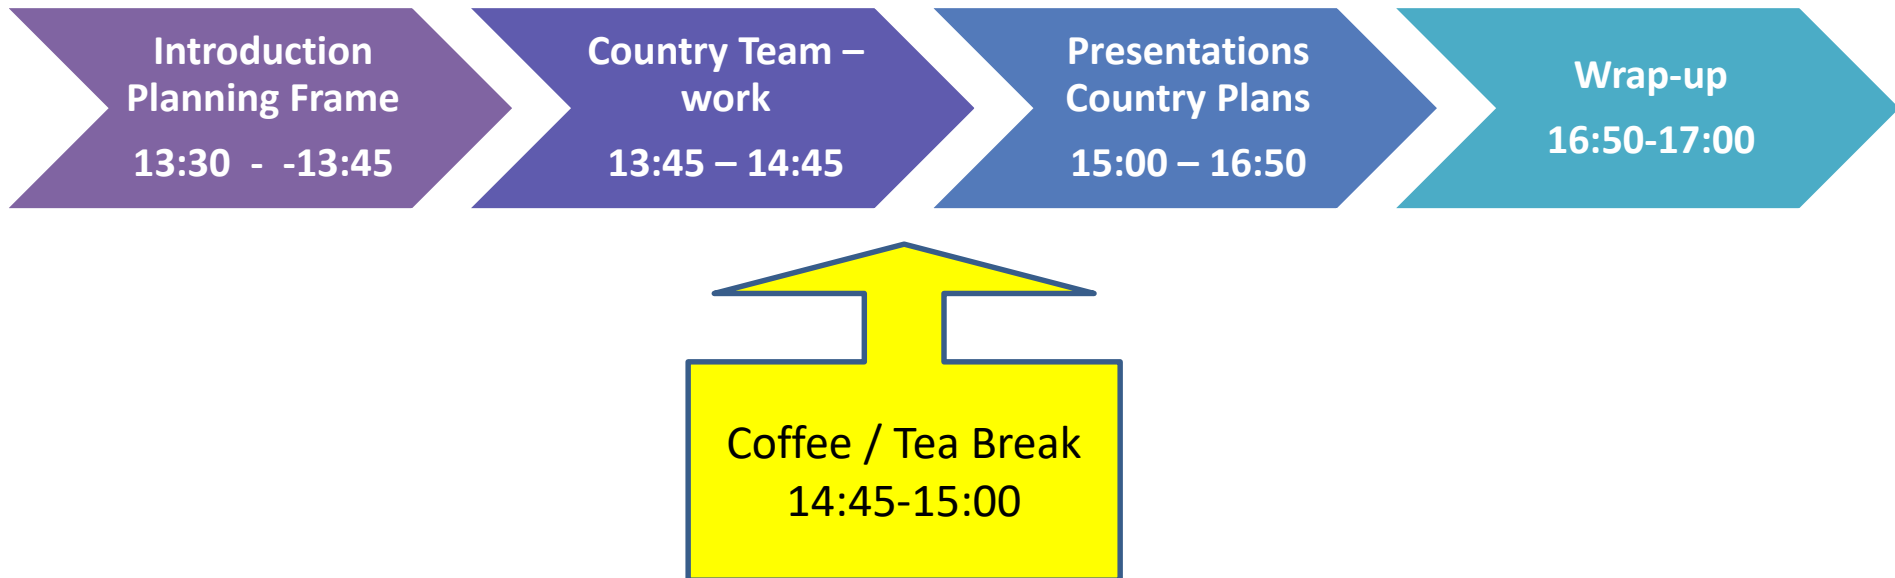 Introduction
Planning Frame
13:30  -  -13:45
Country Team –
work
13:45 – 14:45
Presentations
Country Plans
15:00 – 16:50
Wrap-up
16:50-17:00
Coffee / Tea Break
14:45-15:00